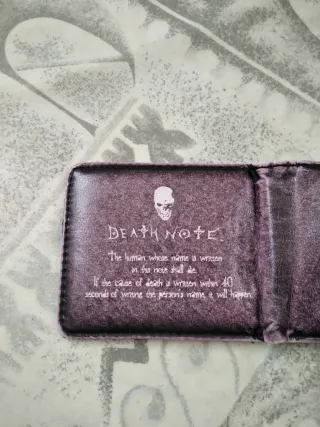 DEATH NOTE
The human whose name is written
in this note shall die.
If the cause of death is written within 40
seconds of writing the person's name, it will happen.